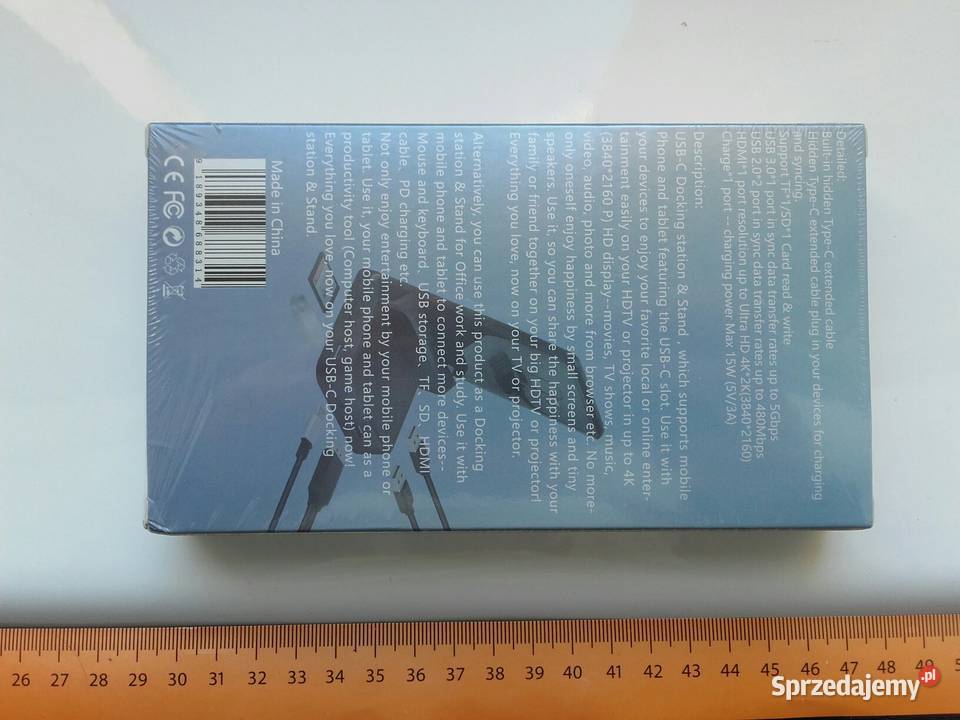 Detailed:
Built-in hidden Type-C extended cable
Hidden Type-C extended cable plug in your devices for charging
and syncing.
Support TF*1/SD*1 Card read & write
USB 3.0*1 port in sync data transfer rate: up to 5Gbps
USB 2.0*2 port in sync data transfer rate: up to 480Mbps
HDMI*1 port resolution up to Ultra HD 4K*2K(3840*2160)
Charge*1 port---charging power Max 15W (5V/3A)
Description:
USB-C Docking station & Stand , which supports mobile
Phone and tablet featuring the USB-C slot. Use it with
your devices to enjoy your favorite local or online enter-
tainment easily on your HDTV or projector in up to 4K
(3840*2160 P) HD display---movies, TV shows, music,
video, audio, photo and more from browser etc. No more-
only oneself enjoy happiness by small screens and tiny
speakers. Use it, so you can share the happiness with your
family or friend together on your big HDTV or projector!
Everything you love, now on your TV or projector.
Alternatively, you can use this product as a Docking
station & Stand for Office work and study. Use it with
mobile phone and tablet to connect more devices---
Mouse and keyboard、USB storage、TF、SD、HDMI
cable、PD charging etc.
Not only enjoy entertainment by your mobile phone or
tablet. Use it, your mobile phone and tablet can as a
productivity tool (Computer host, game host) now!
Everything you love, now on your USB-C Docking
station & Stand.
Made in China
9 189348 688314
CE FC
26 27 28 29 30 31 32 33 34 35 36 37 38 39 40 41 42 43 44 45 46 47 48 49 5
Sprzedajemy.pl